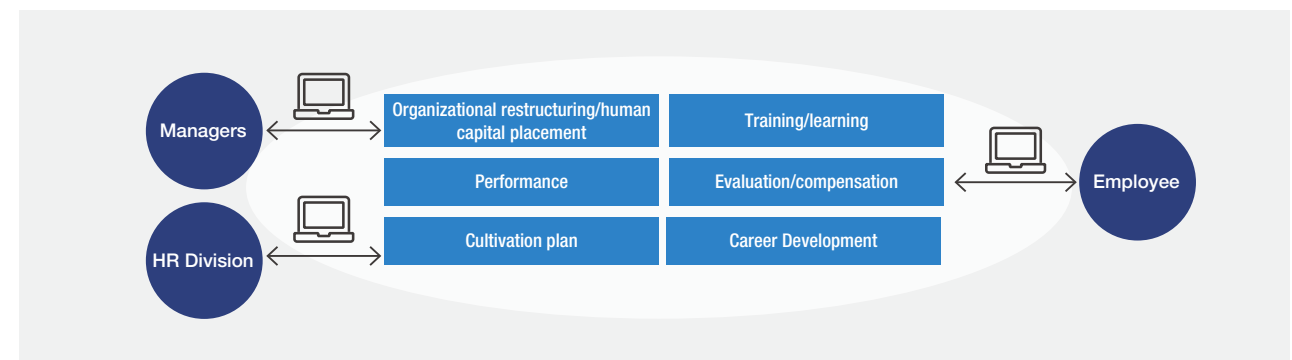 Managers
HR Division
Organizational restructuring/human
capital placement
Training/learning
Performance
Evaluation/compensation
Cultivation plan
Career Development
Employee